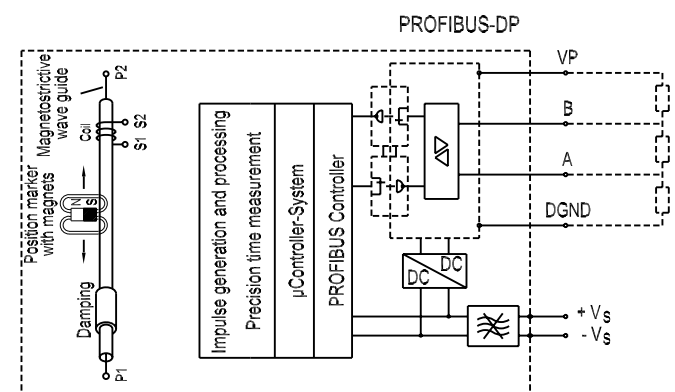 PROFIBUS-DP
P2
Magnetostrictive
wave guide
Coil
S2
S1
Position marker
with magnets
N
S
Damping
P1
Impulse generation and processing
Precision time measurement
µController-System
PROFIBUS Controller
DC
DC
VP
B
A
DGND
+ VS
- VS